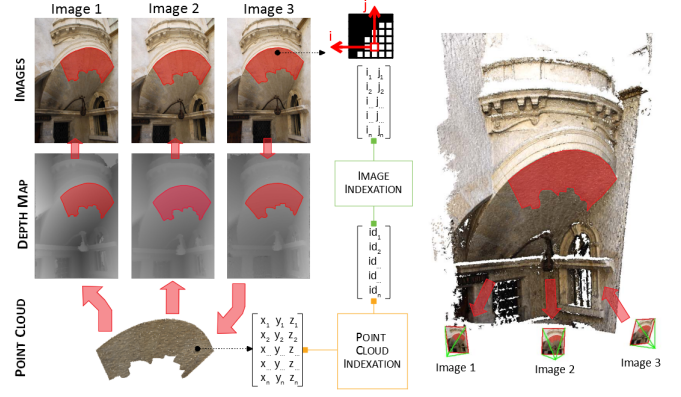 Image 1 Image 2 Image 3
IMAGES
j
i
i1 j1
i2 j2
i... j...
i... j...
in jn
IMAGE
INDEXATION
DEPTH MAP
id1
id2
id...
id...
idn
POINT CLOUD
x1 y1 z1
x2 y2 z2
x... y... z...
x... y... z...
xn yn zn
POINT
CLOUD
INDEXATION
Image 1
Image 2
Image 3